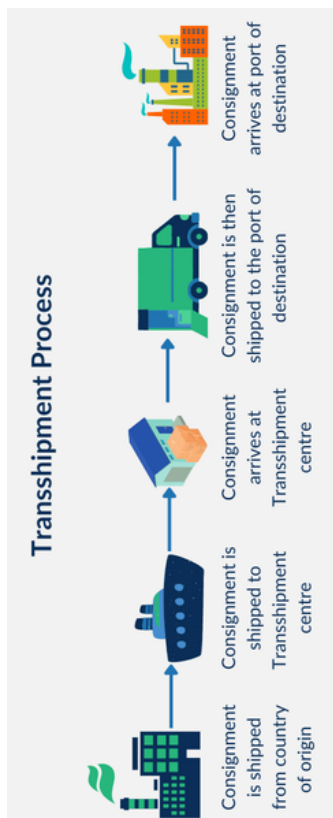 Transshipment Process
Consignment
is shipped
from country
of origin
Consignment is
shipped to
Transshipment
centre
Consignment
arrives at
Transshipment
centre
Consignment is then
shipped to the port of
destination
Consignment
arrives at port of
destination